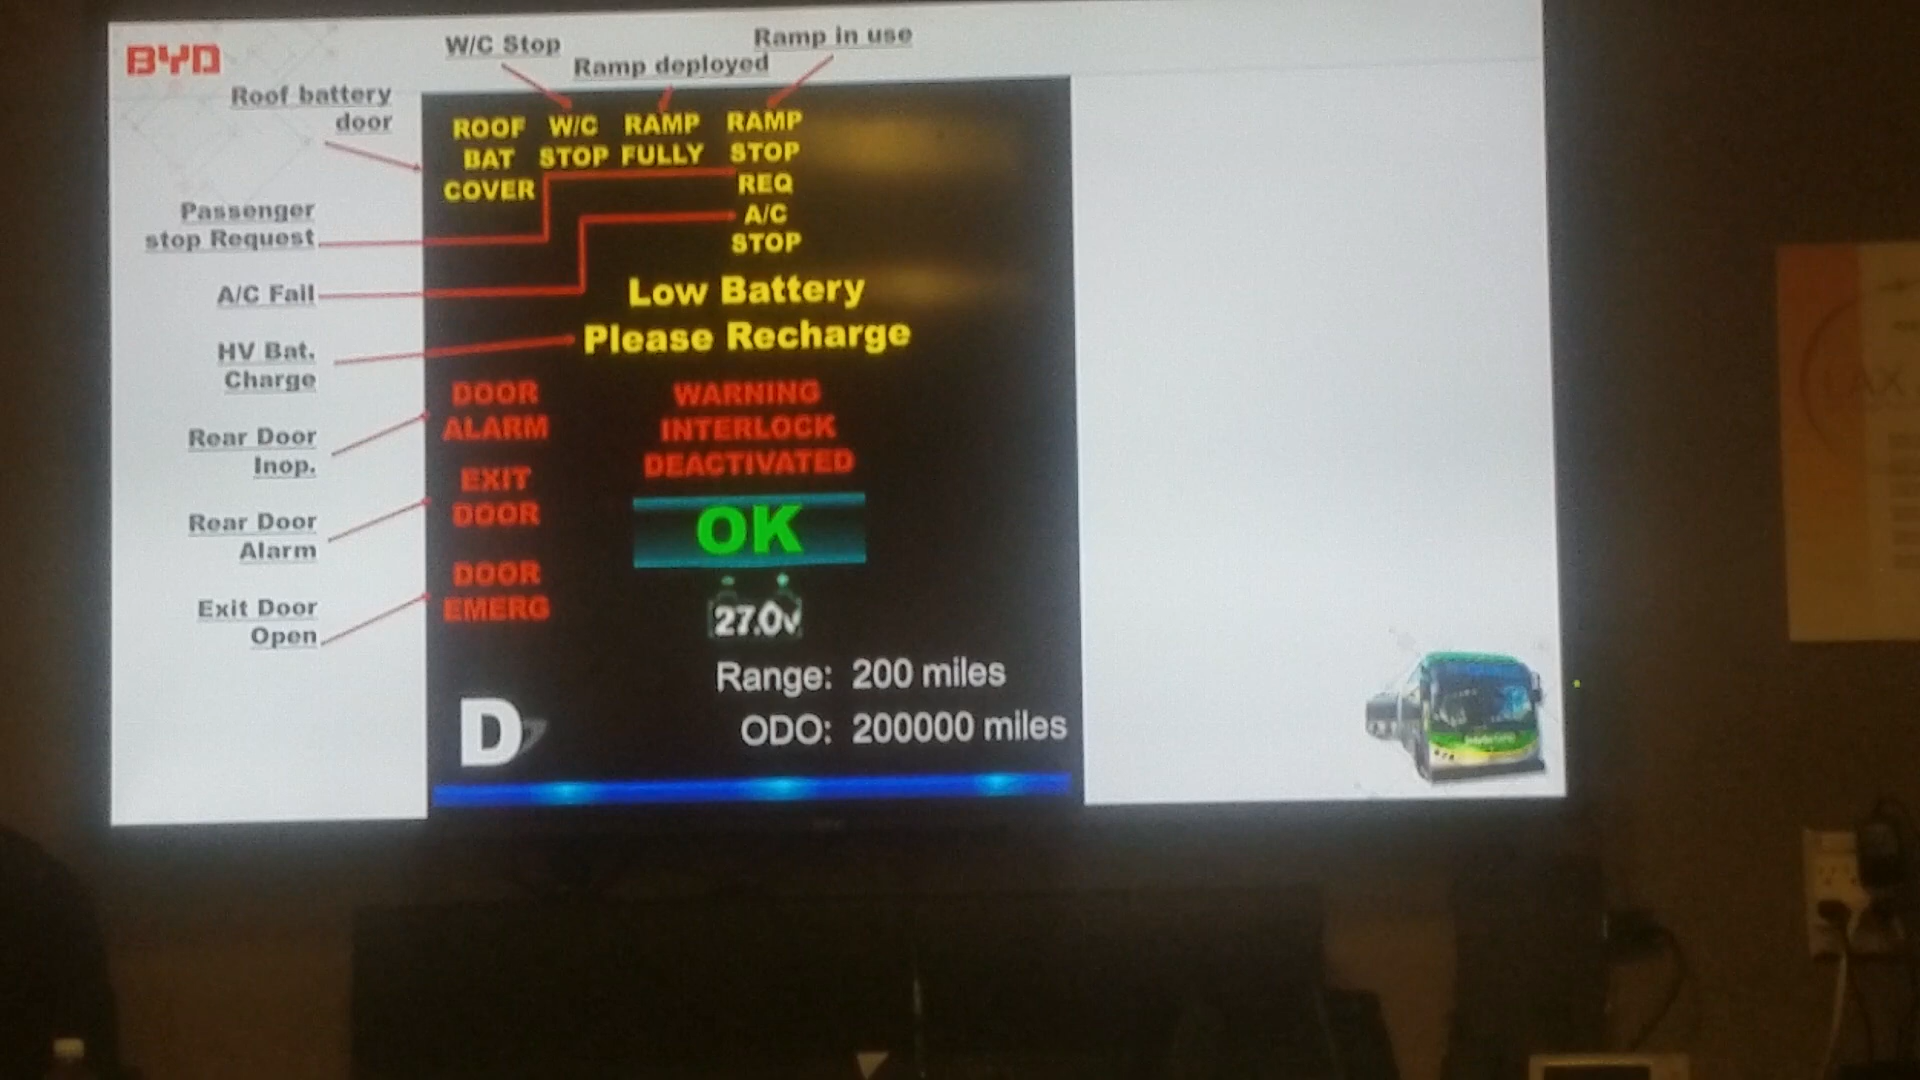 BYD
W/C Stop
Ramp in use
Ramp deployed
Roof battery
door
Passenger
stop Request
A/C Fail
HV Bat.
Charge
Rear Door
Inop.
Rear Door
Alarm
Exit Door
Open
ROOF W/C RAMP RAMP
BAT STOP FULLY STOP
COVER REQ
A/C
STOP
Low Battery
Please Recharge
DOOR
ALARM
EXIT
DOOR
DOOR
EMERG
WARNING
INTERLOCK
DEACTIVATED
OK
27.0v
Range: 200 miles
ODO: 200000 miles
D